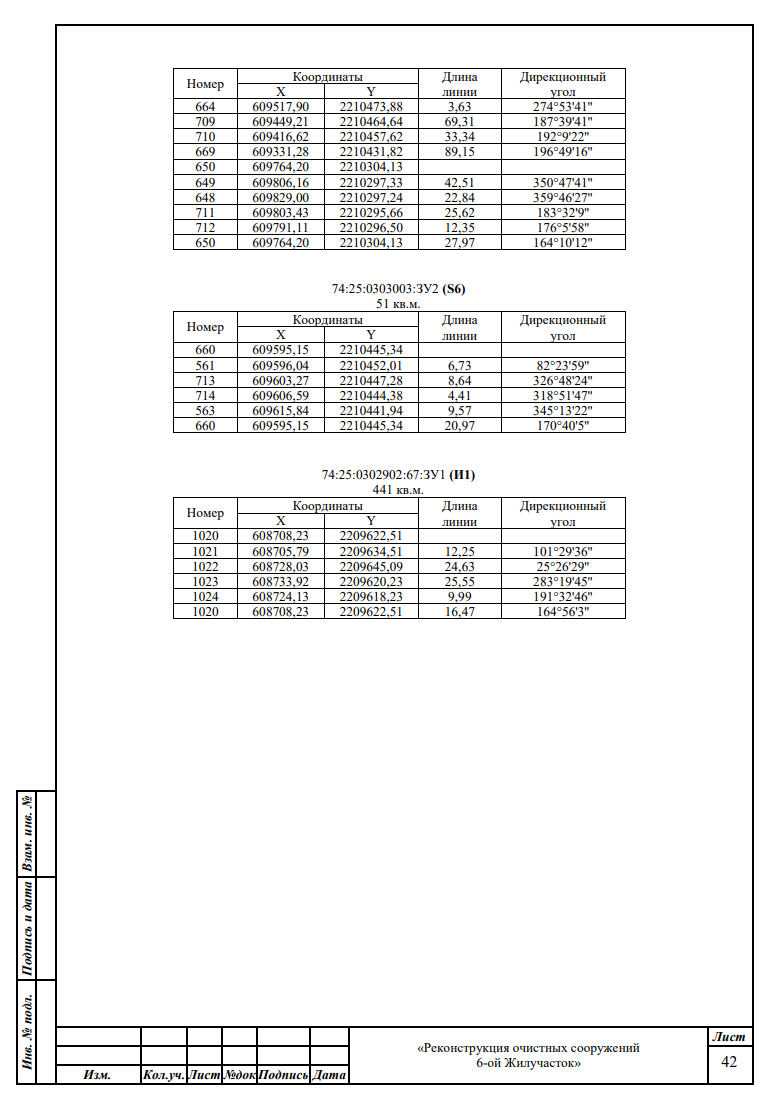 Номер Координаты Длина линии Дирекционный угол
X Y
664 609517,90 2210473,88 3,63 274°53'41"
709 609449,21 2210464,64 69,31 187°39'41"
710 609416,62 2210457,62 33,34 192°9'22"
669 609331,28 2210431,82 89,15 196°49'16"
650 609764,20 2210304,13
649 609806,16 2210297,33 42,51 350°47'41"
648 609829,00 2210297,24 22,84 359°46'27"
711 609803,43 2210295,66 25,62 183°32'9"
712 609791,11 2210296,50 12,35 176°5'58"
650 609764,20 2210304,13 27,97 164°10'12"
74:25:0303003:ЗУ2 (S6)
51 кв.м.
Номер Координаты Длина линии Дирекционный угол
X Y
660 609595,15 2210445,34
561 609596,04 2210452,01 6,73 82°23'59"
713 609603,27 2210447,28 8,64 326°48'24"
714 609606,59 2210444,38 4,41 318°51'47"
563 609615,84 2210441,94 9,57 345°13'22"
660 609595,15 2210445,34 20,97 170°40'5"
74:25:0302902:67:ЗУ1 (И1)
441 кв.м.
Номер Координаты Длина линии Дирекционный угол
X Y
1020 608708,23 2209622,51
1021 608705,79 2209634,51 12,25 101°29'36"
1022 608728,03 2209645,09 24,63 25°26'29"
1023 608733,92 2209620,23 25,55 283°19'45"
1024 608724,13 2209618,23 9,99 191°32'46"
1020 608708,23 2209622,51 16,47 164°56'3"
Взам. инв. №
Подпись и дата
Инв. № подл.
Изм. Кол.уч. Лист №док Подпись Дата
«Реконструкция очистных сооружений
6-ой Жилучасток»
Лист
42